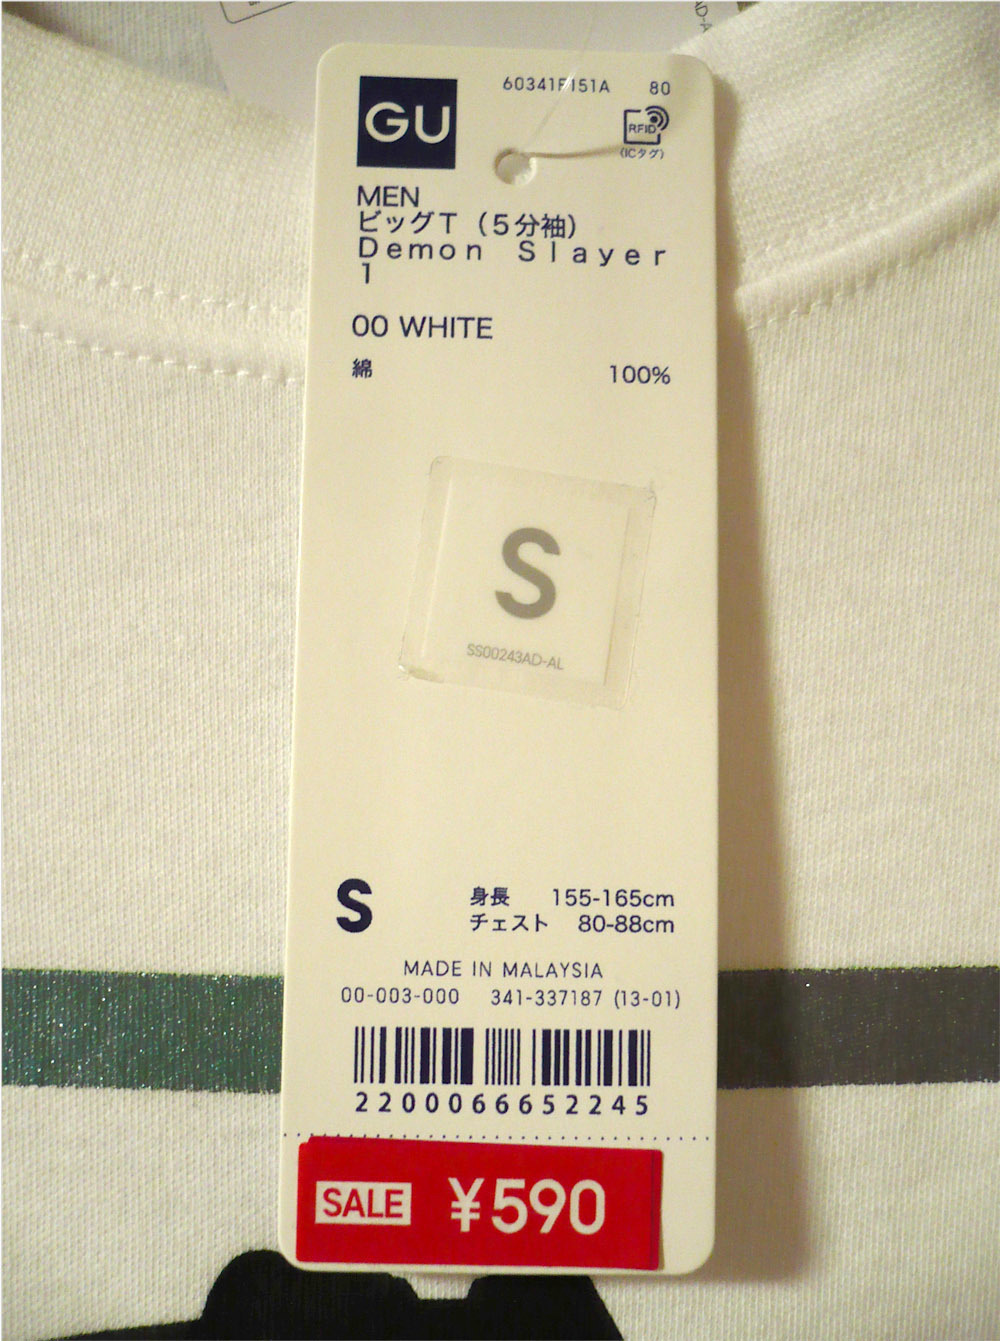 60341F151A 80
GU
RFID
(ICタグ)
MEN
ビッグT（5分袖）
Demon Slayer
1
00 WHITE
綿 100%
S
SS00243AD-AL
S 身長 155-165cm
チェスト 80-88cm
MADE IN MALAYSIA
00-003-000 341-337187 (13-01)
2200066652245
SALE ¥590